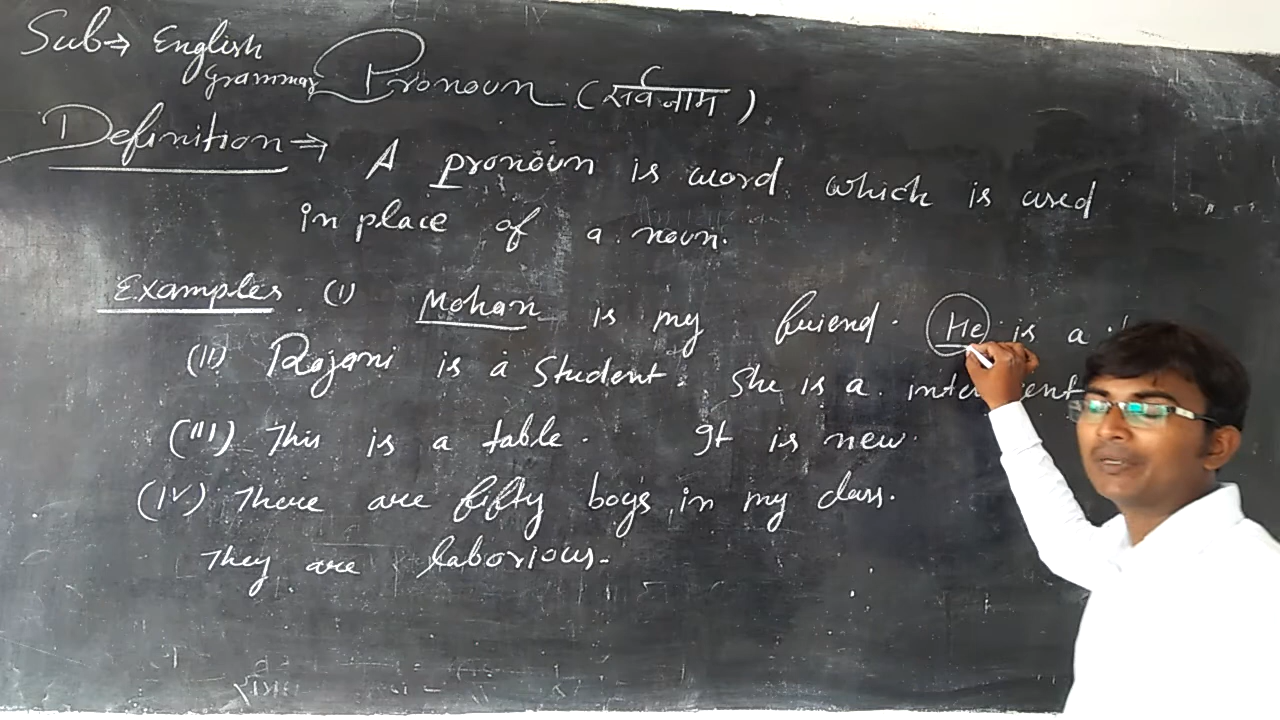 Sub→ English Grammar
Pronoun (सर्वनाम)
Definition ⇒ A pronoun is word which is used
in place of a noun.
Examples. (I) Mohan is my friend. He is a
(II) Rajani is a Student. She is a
(III) This is a table. It is new.
(IV) There are fifty boys in my class.
They are laborious.